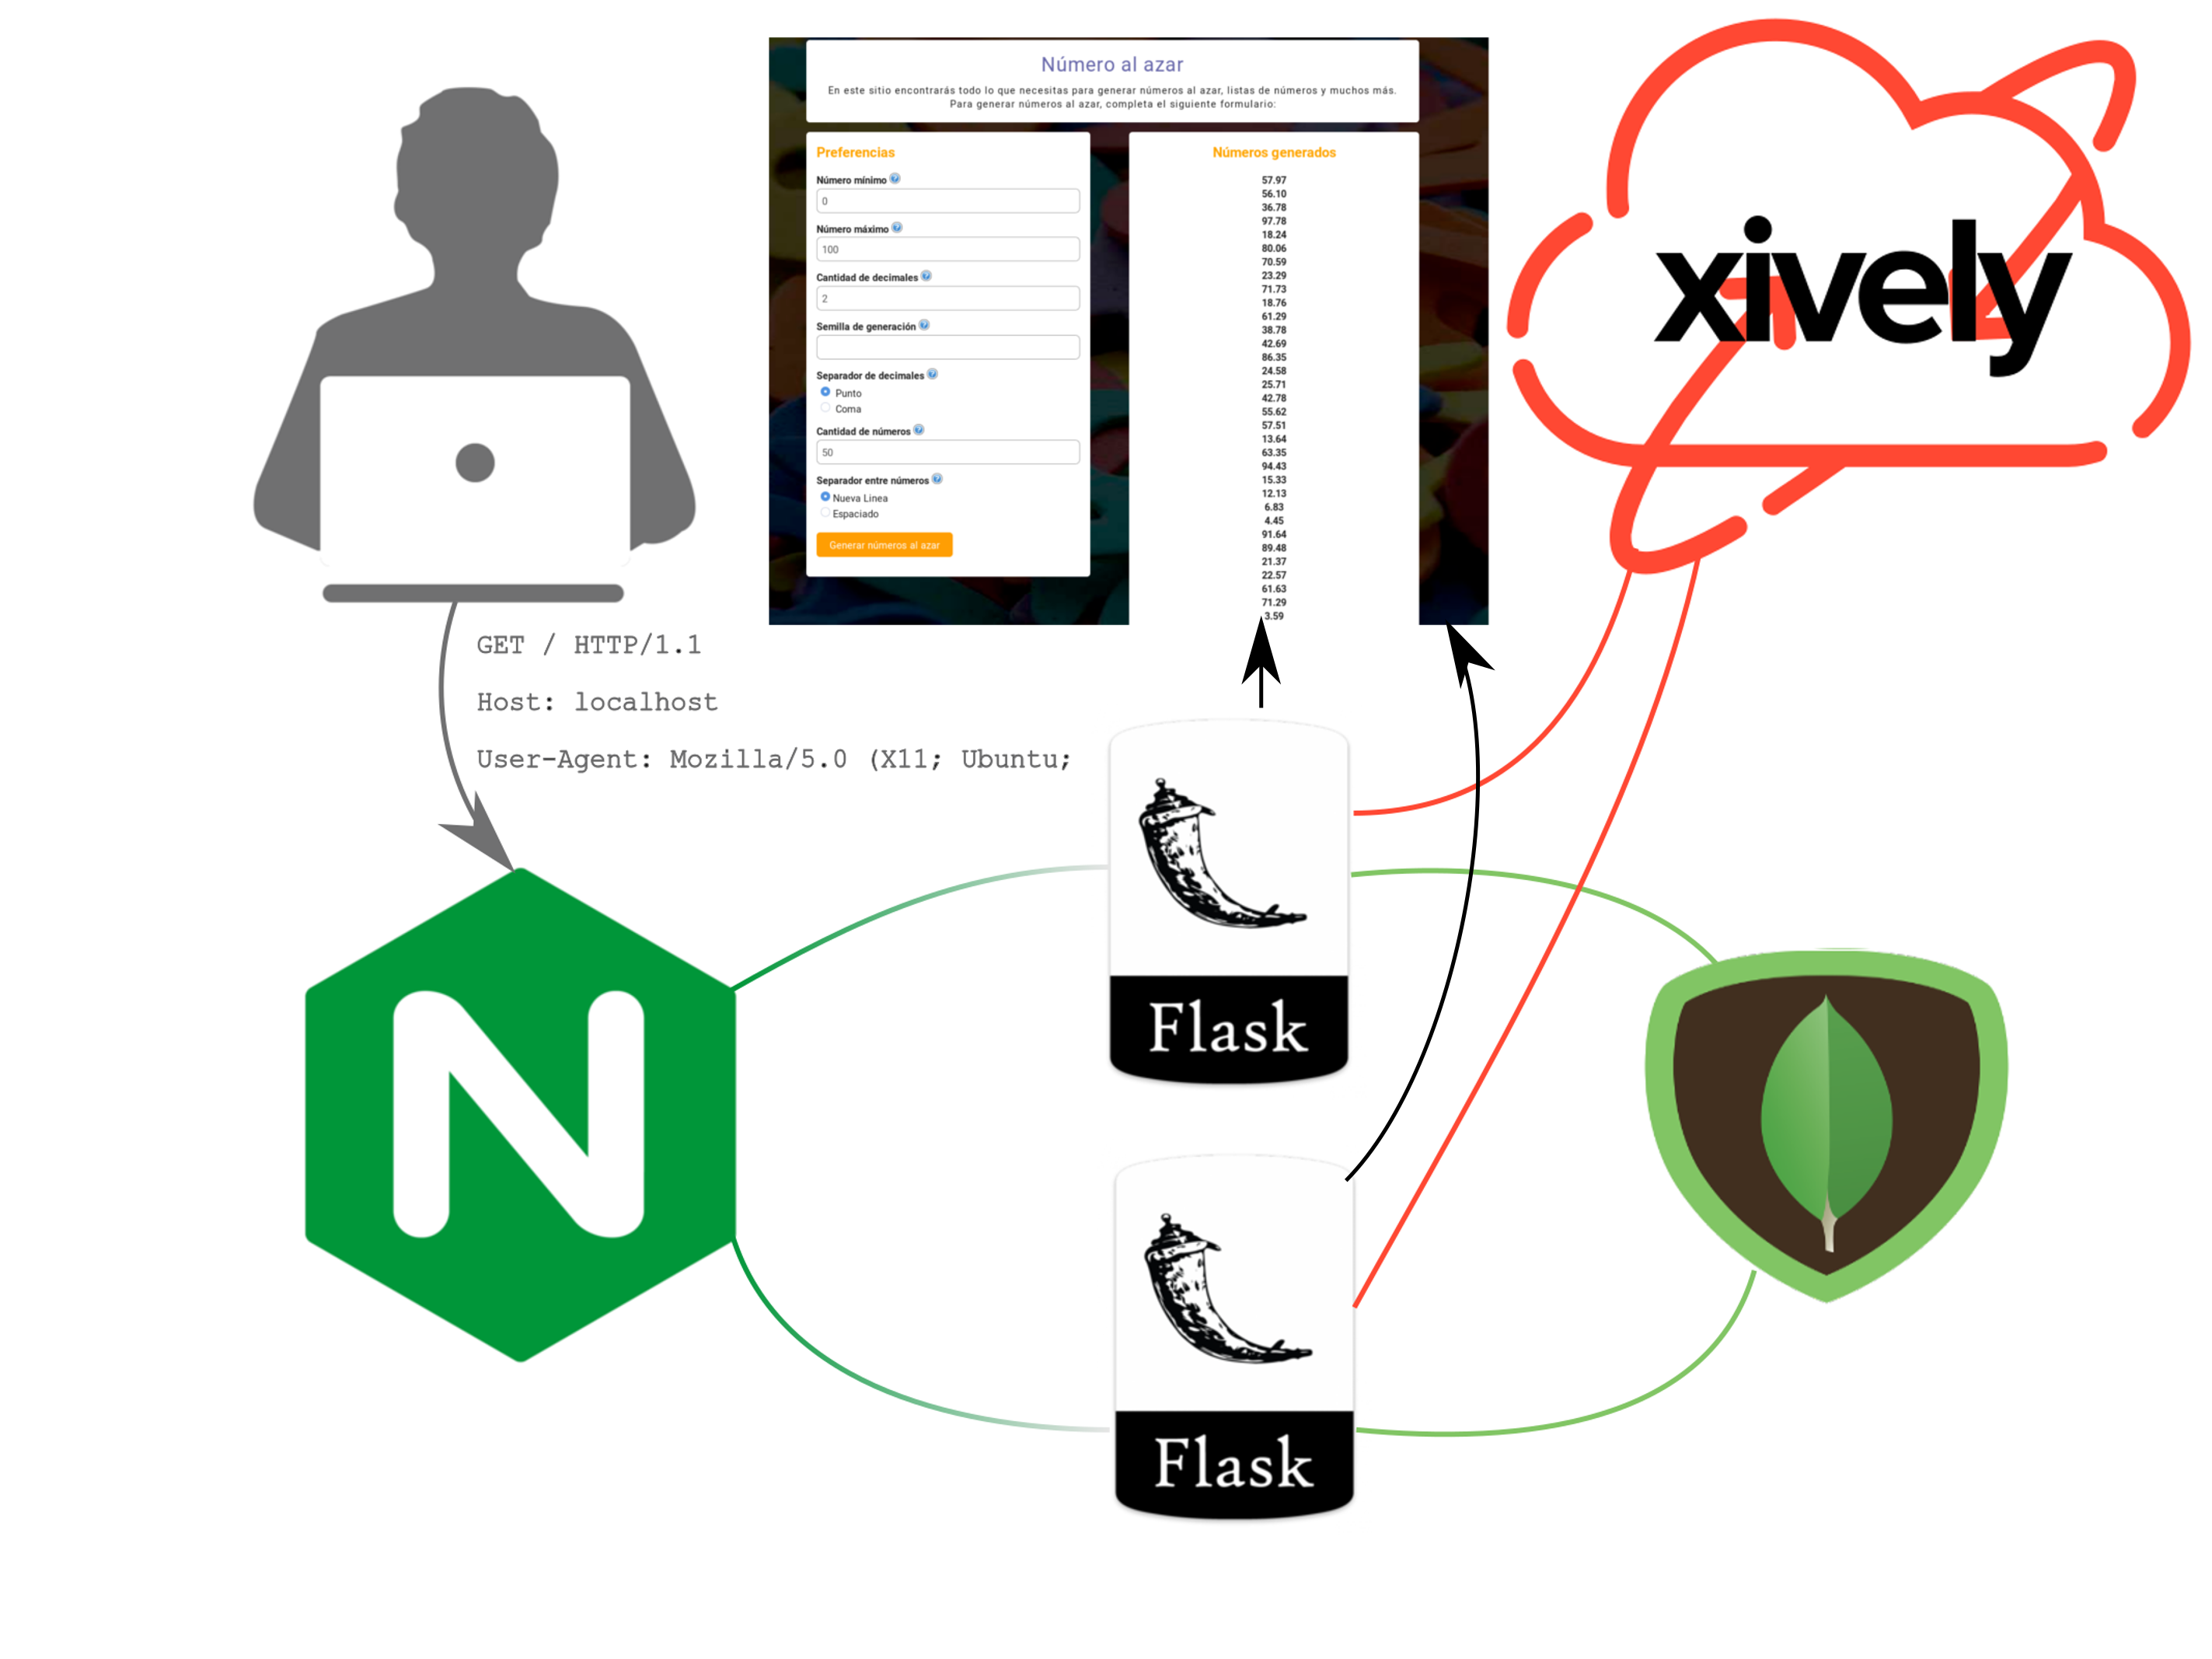 Número al azar
En este sitio encontrarás todo lo que necesitas para generar números al azar, listas de números y muchos más.
Para generar números al azar, completa el siguiente formulario:
Preferencias
Número mínimo
0
Número máximo
100
Cantidad de decimales
2
Semilla de generación
Separador de decimales
Punto
Coma
Cantidad de números
50
Separador entre números
Nueva Linea
Espaciado
Generar números al azar
Números generados
57.97
56.10
36.78
97.78
18.24
80.06
70.59
23.29
71.73
18.76
61.29
38.78
42.69
86.35
24.58
25.71
42.78
55.62
57.51
13.64
63.35
94.43
15.33
12.13
6.83
4.45
91.64
89.48
21.37
22.57
61.63
71.29
3.59
xively
GET / HTTP/1.1
Host: localhost
User-Agent: Mozilla/5.0 (X11; Ubuntu;
N
Flask
Flask